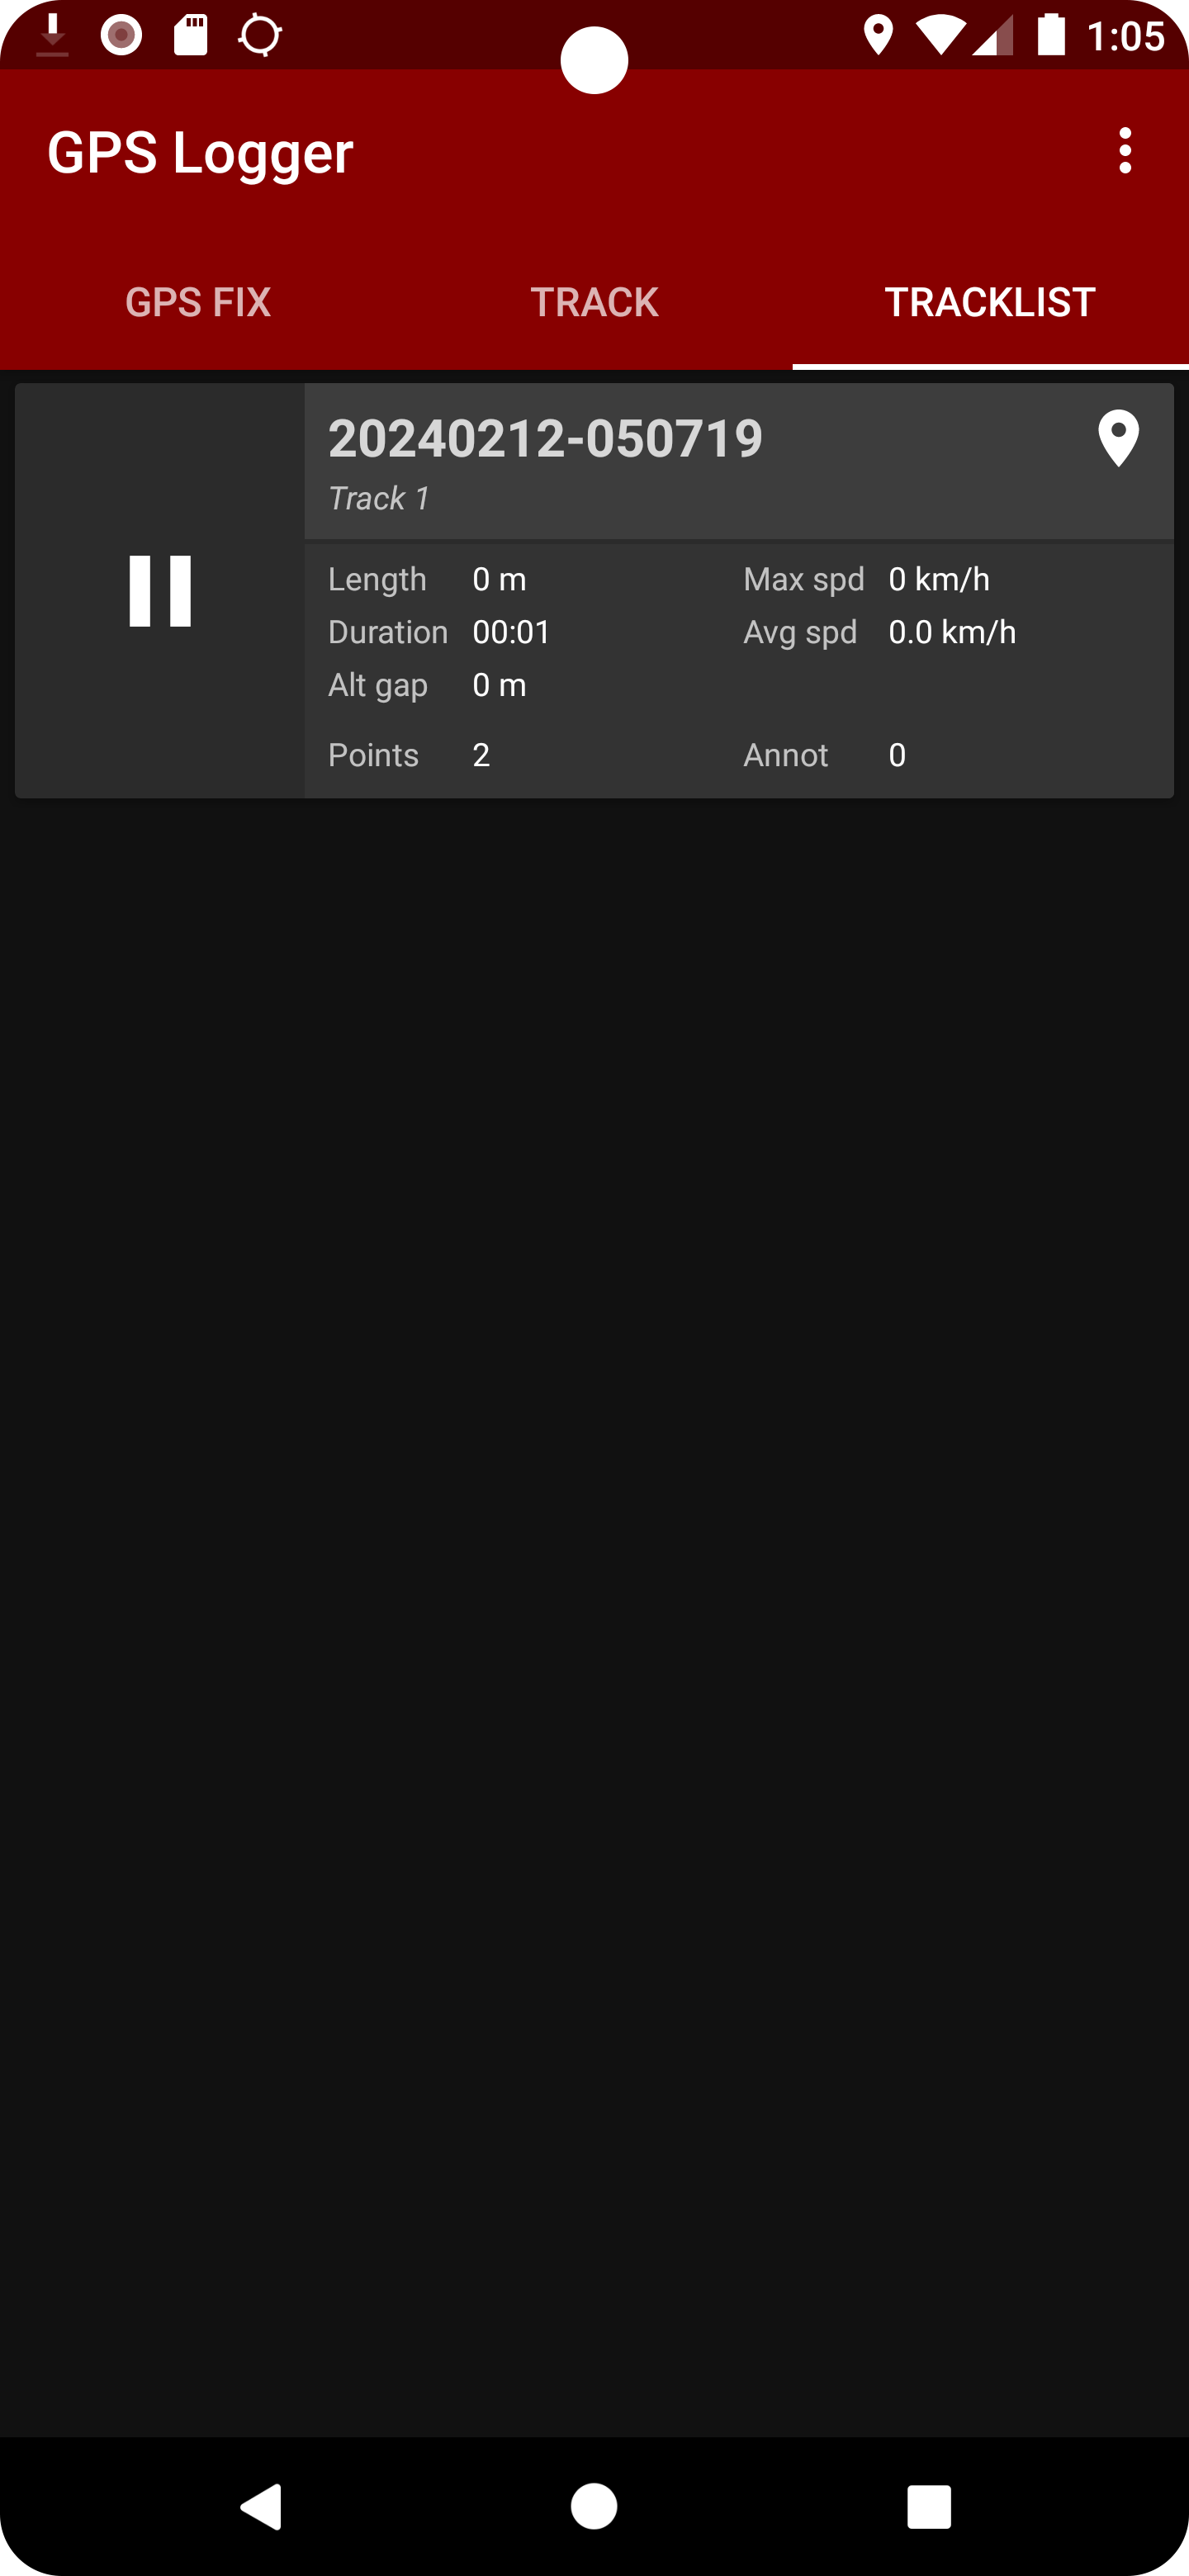 1:05
GPS Logger
GPS FIX TRACK TRACKLIST
20240212-050719
Track 1
Length 0 m Max spd 0 km/h
Duration 00:01 Avg spd 0.0 km/h
Alt gap 0 m
Points 2 Annot 0